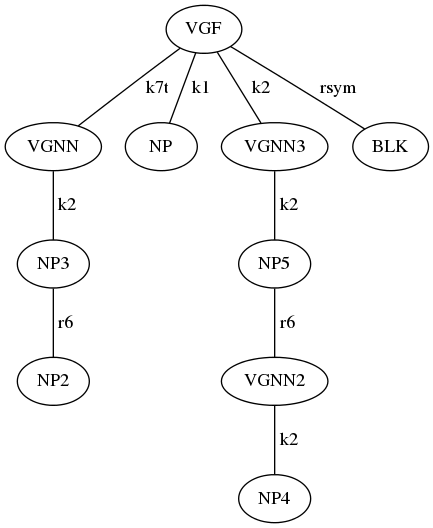 VGF
k7t k1 k2 rsym
VGNN NP VGNN3 BLK
k2 k2
NP3 NP5
r6 r6
NP2 VGNN2
k2
NP4